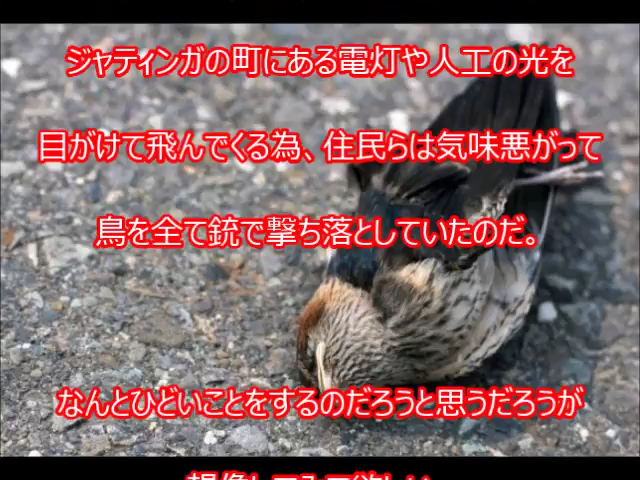 ジャティンガの町にある電灯や人工の光を
目がけて飛んでくる為、住民らは気味悪がって
鳥を全て銃で撃ち落としていたのだ。
なんとひどいことをするのだろうと思うだろうが